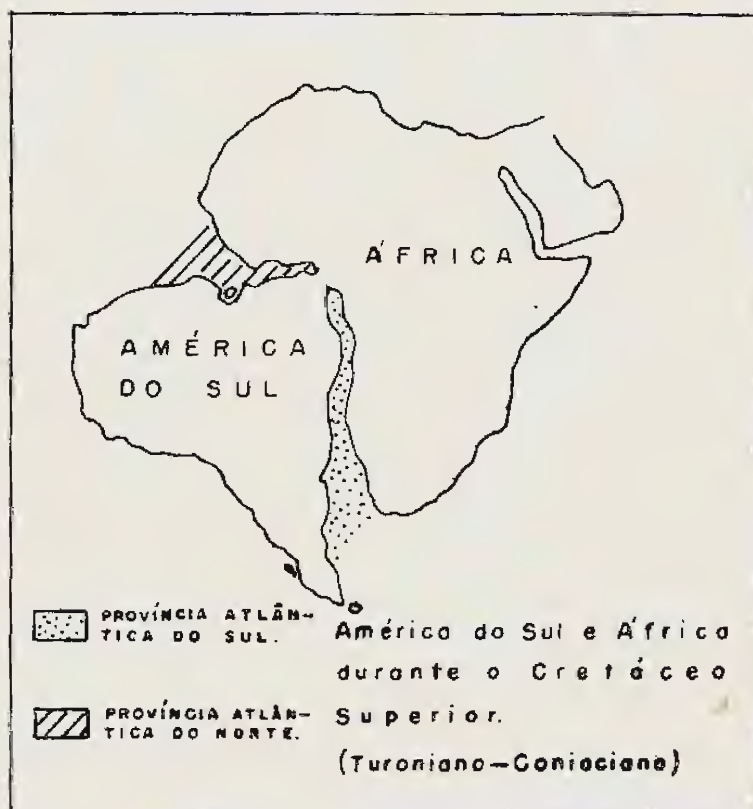 ÁFRICA
AMÉRICA
DO SUL
PROVÍNCIA ATLÂN-
TICA DO SUL.
PROVÍNCIA ATLÂN-
TICA DO NORTE.
América do Sul e África
durante o Cretáceo
Superior.
(Turoniano-Coniaciano)